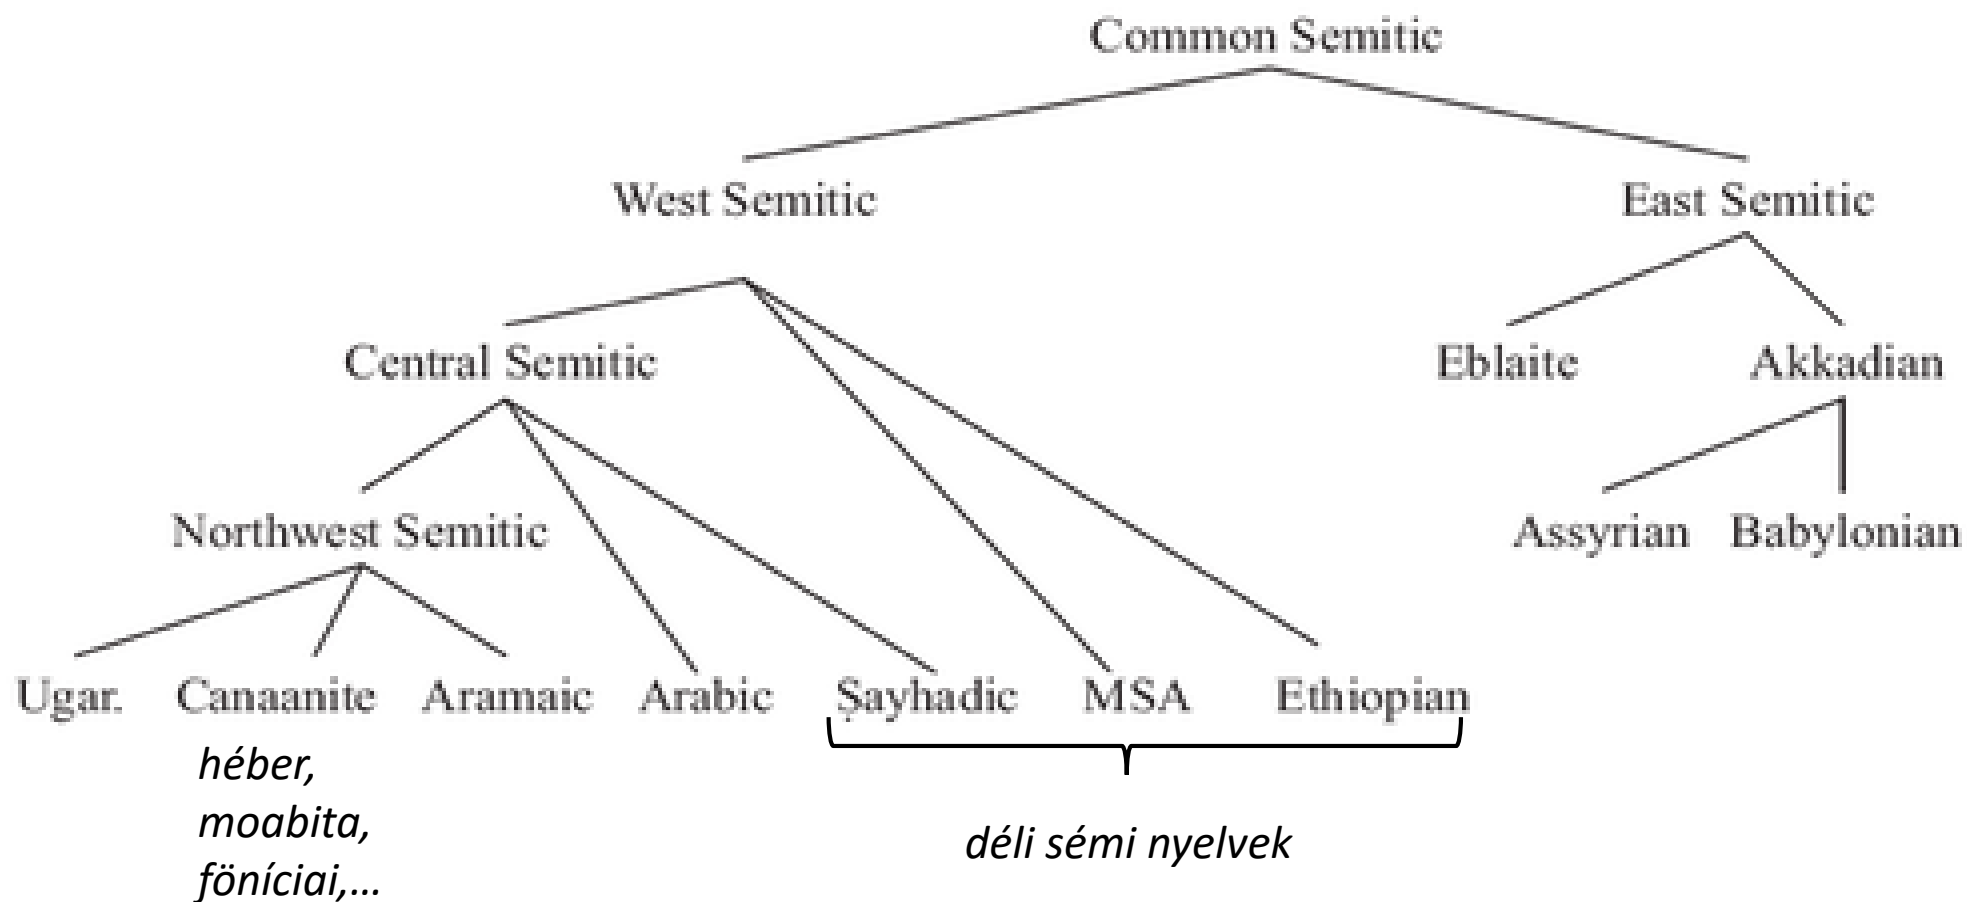 Common Semitic
West Semitic East Semitic
Central Semitic Eblaite Akkadian
Northwest Semitic Assyrian Babylonian
Ugar. Canaanite Aramaic Arabic Ṣayhadic MSA Ethiopian
héber,
moabita,
föníciai,...
déli sémi nyelvek